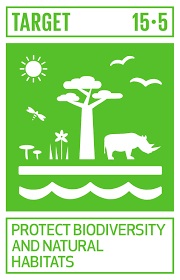 TARGET 15·5
PROTECT BIODIVERSITY
AND NATURAL
HABITATS